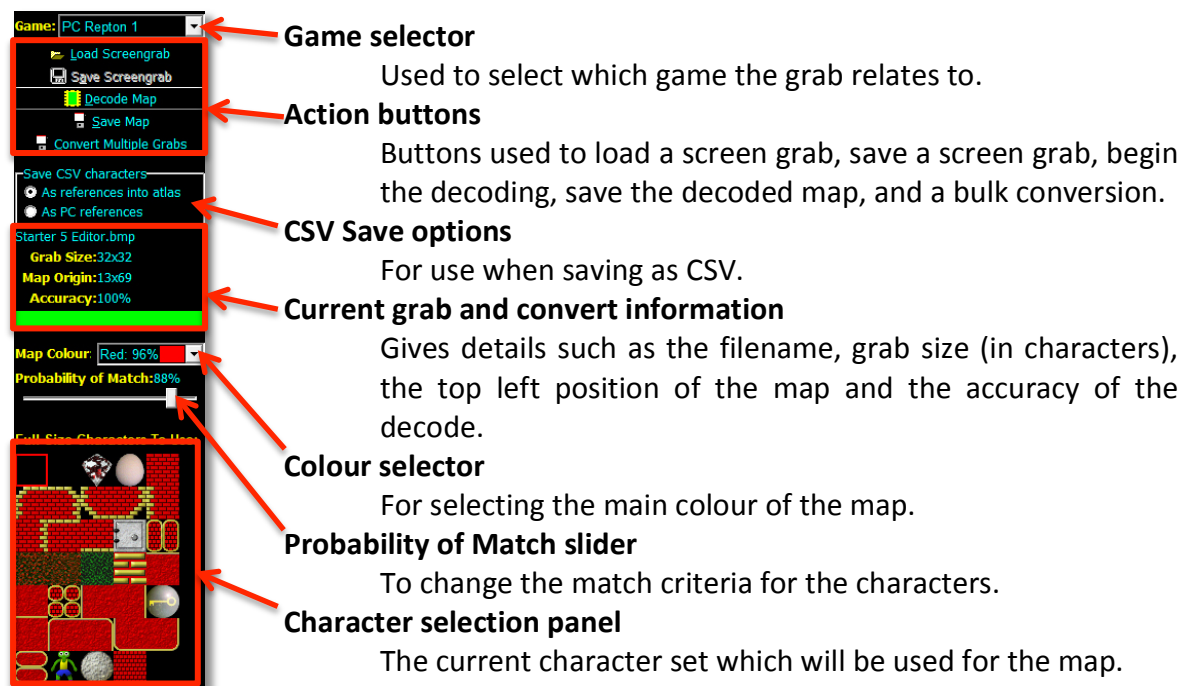 Game: PC Repton 1
Load Screengrab
Save Screengrab
Decode Map
Save Map
Convert Multiple Grabs
Save CSV characters
As references into atlas
As PC references
Starter 5 Editor.bmp
Grab Size:32x32
Map Origin:13x69
Accuracy:100%
Map Colour: Red: 96%
Probability of Match:88%
Full Size Characters To Use:
Game selector
Used to select which game the grab relates to.
Action buttons
Buttons used to load a screen grab, save a screen grab, begin
the decoding, save the decoded map, and a bulk conversion.
CSV Save options
For use when saving as CSV.
Current grab and convert information
Gives details such as the filename, grab size (in characters),
the top left position of the map and the accuracy of the
decode.
Colour selector
For selecting the main colour of the map.
Probability of Match slider
To change the match criteria for the characters.
Character selection panel
The current character set which will be used for the map.